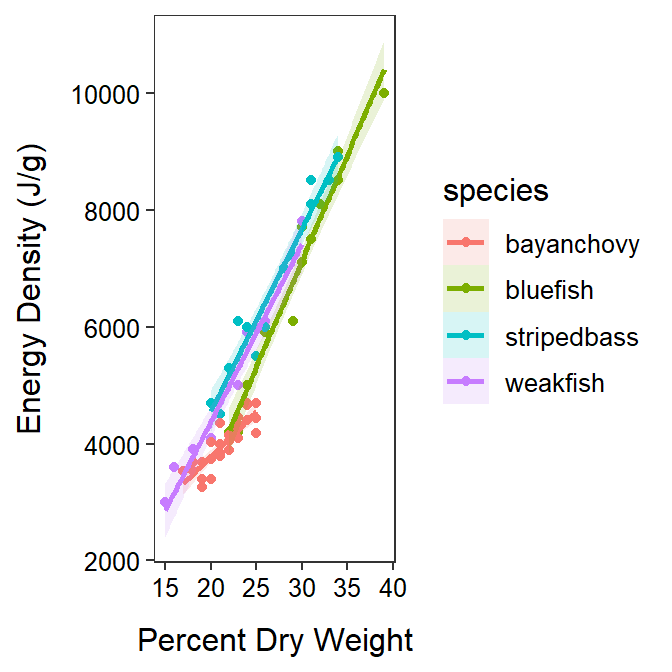 Energy Density (J/g)
10000
8000
6000
4000
2000
15 20 25 30 35 40
Percent Dry Weight
species
bayanchovy
bluefish
stripedbass
weakfish